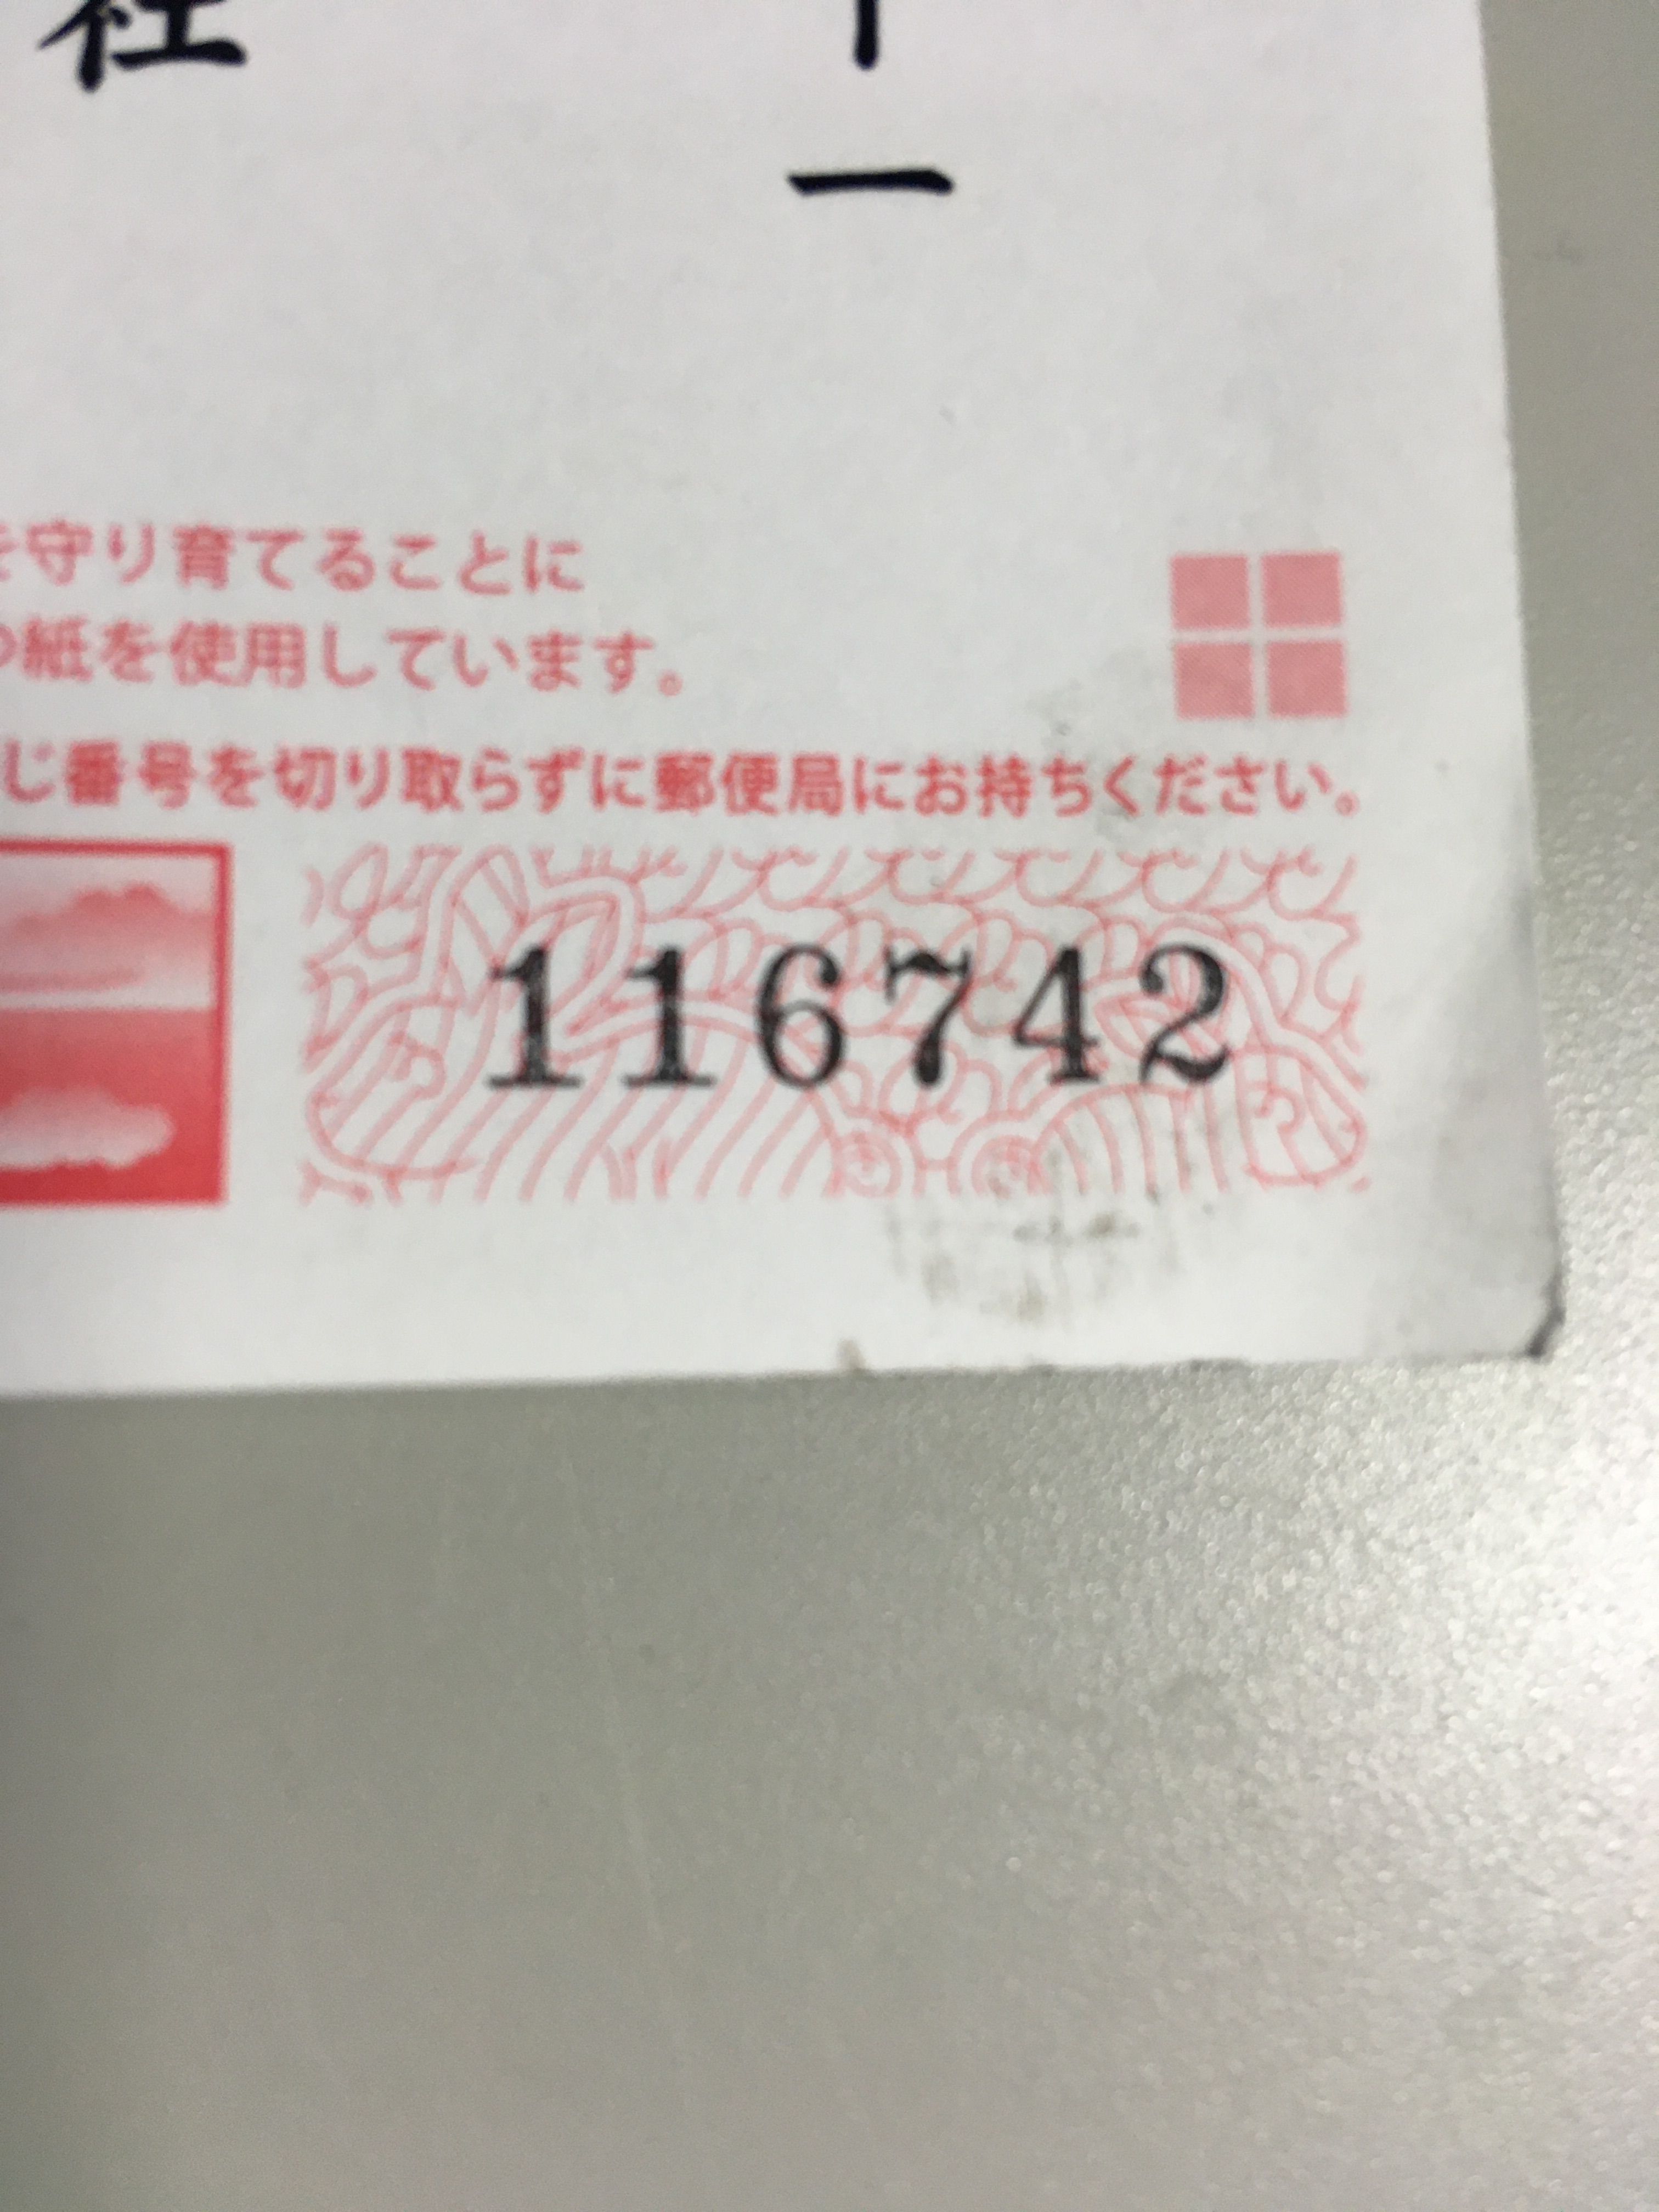 社
一
守り育てることに
紙を使用しています。
じ番号を切り取らずに郵便局にお持ちください。
116742